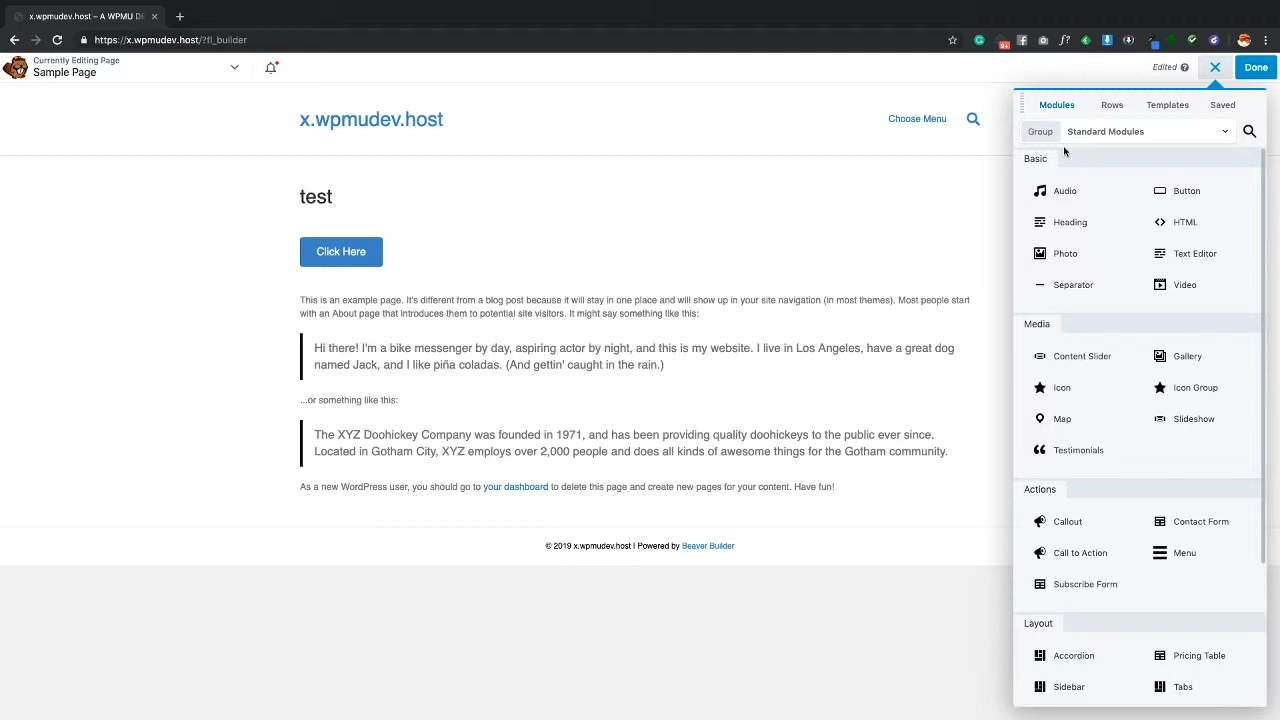 x.wpmudev.host – A WPMU DE
https://x.wpmudev.host/?fl_builder
9+
f?
Currently Editing Page
Sample Page
Edited
Done
x.wpmudev.host
Choose Menu
test
Click Here
This is an example page. It's different from a blog post because it will stay in one place and will show up in your site navigation (in most themes). Most people start
with an About page that introduces them to potential site visitors. It might say something like this:
Hi there! I'm a bike messenger by day, aspiring actor by night, and this is my website. I live in Los Angeles, have a great dog
named Jack, and I like piña coladas. (And gettin' caught in the rain.)
...or something like this:
The XYZ Doohickey Company was founded in 1971, and has been providing quality doohickeys to the public ever since.
Located in Gotham City, XYZ employs over 2,000 people and does all kinds of awesome things for the Gotham community.
As a new WordPress user, you should go to your dashboard to delete this page and create new pages for your content. Have fun!
© 2019 x.wpmudev.host | Powered by Beaver Builder
Modules Rows Templates Saved
Group Standard Modules
Basic
Audio Button
Heading HTML
Photo Text Editor
Separator Video
Media
Content Slider Gallery
Icon Icon Group
Map Slideshow
Testimonials
Actions
Callout Contact Form
Call to Action Menu
Subscribe Form
Layout
Accordion Pricing Table
Sidebar Tabs